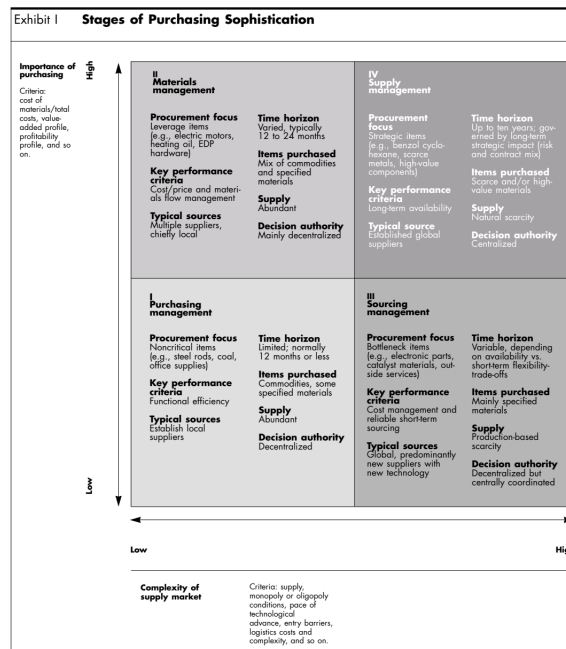 Exhibit I Stages of Purchasing Sophistication
Importance of
purchasing
Criteria:
cost of
materials/total
costs, value-
added profile,
profitability
profile, and so
on.
High
Low
II
Materials
management
Procurement focus
Leverage items
(e.g., electric motors,
heating oil, EDP
hardware)
Key performance
criteria
Cost/price and materi-
als flow management
Typical sources
Multiple suppliers,
chiefly local
Time horizon
Varied, typically
12 to 24 months
Items purchased
Mix of commodities
and specified
materials
Supply
Abundant
Decision authority
Mainly decentralized
IV
Supply
management
Procurement
focus
Strategic items
(e.g., benzol cyclo-
hexane, scarce
metals, high-value
components)
Key performance
criteria
Long-term availability
Typical source
Established global
suppliers
Time horizon
Up to ten years; gov-
erned by long-term
strategic impact (risk
and contract mix)
Items purchased
Scarce and/or high-
value materials
Supply
Natural scarcity
Decision authority
Centralized
I
Purchasing
management
Procurement focus
Noncritical items
(e.g., steel rods, coal,
office supplies)
Key performance
criteria
Functional efficiency
Typical sources
Establish local
suppliers
Time horizon
Limited; normally
12 months or less
Items purchased
Commodities, some
specified materials
Supply
Abundant
Decision authority
Decentralized
III
Sourcing
management
Procurement focus
Bottleneck items
(e.g., electronic parts,
catalyst materials, out-
side services)
Key performance
criteria
Cost management and
reliable short-term
sourcing
Typical sources
Global, predominantly
new suppliers with
new technology
Time horizon
Variable, depending
on availability vs.
short-term flexibility-
trade-offs
Items purchased
Mainly specified
materials
Supply
Production-based
scarcity
Decision authority
Decentralized but
centrally coordinated
Low Hig
Complexity of
supply market
Criteria: supply,
monopoly or oligopoly
conditions, pace of
technological
advance, entry barriers,
logistics costs and
complexity, and so on.